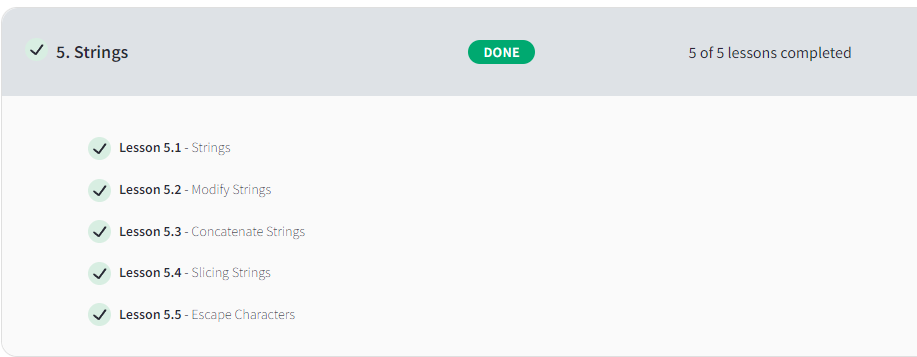 5. Strings
DONE
5 of 5 lessons completed
Lesson 5.1 - Strings
Lesson 5.2 - Modify Strings
Lesson 5.3 - Concatenate Strings
Lesson 5.4 - Slicing Strings
Lesson 5.5 - Escape Characters